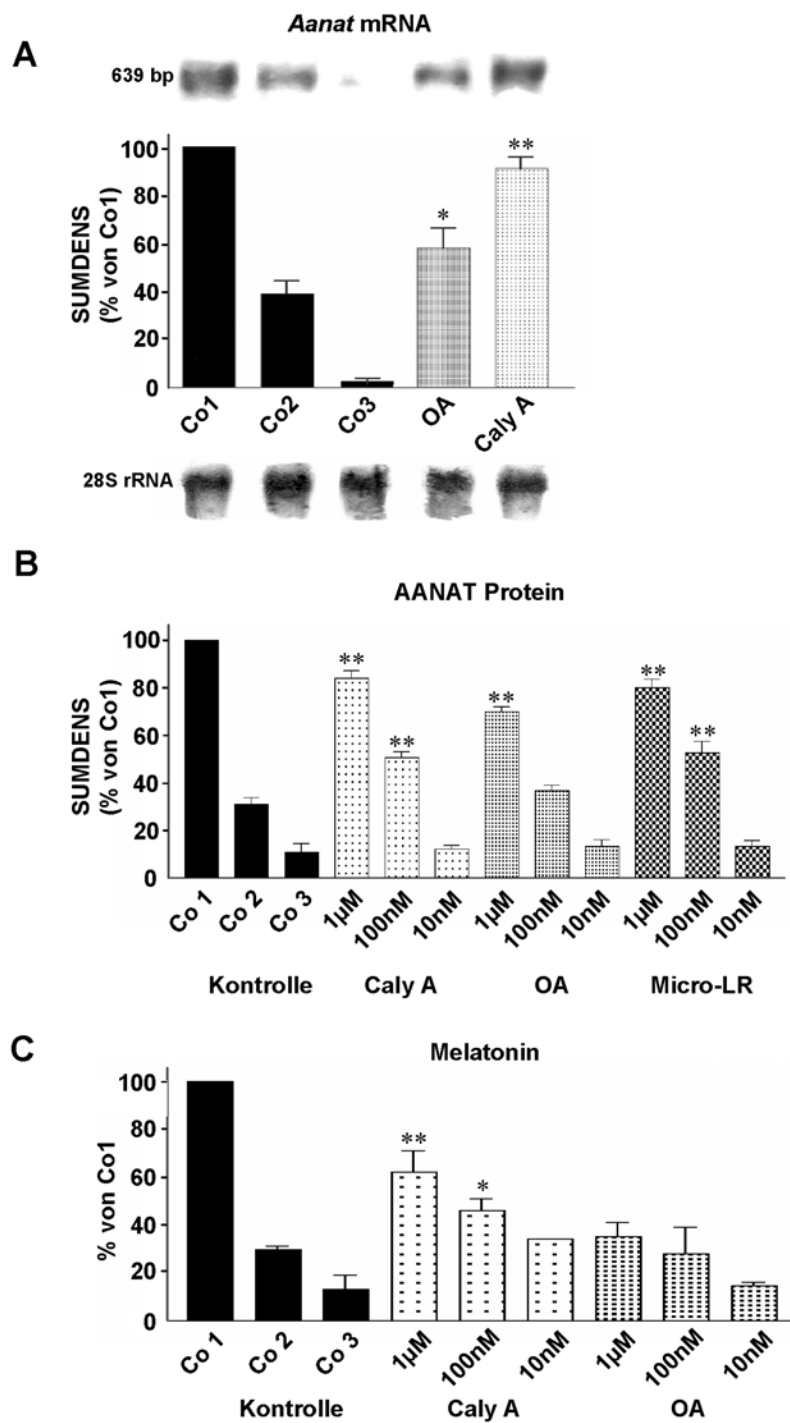 Aanat mRNA
A
639 bp
SUMDENS
(% von Co1)
100
80
60
40
20
0
*
**
Co1 Co2 Co3 OA Caly A
28S rRNA
B
AANAT Protein
SUMDENS
(% von Co1)
100
80
60
40
20
0
** ** ** ** **
Co 1 Co 2 Co 3 1µM 100nM 10nM 1µM 100nM 10nM 1µM 100nM 10nM
Kontrolle Caly A OA Micro-LR
C
Melatonin
% von Co1
100
80
60
40
20
0
** *
Co 1 Co 2 Co 3 1µM 100nM 10nM 1µM 100nM 10nM
Kontrolle Caly A OA